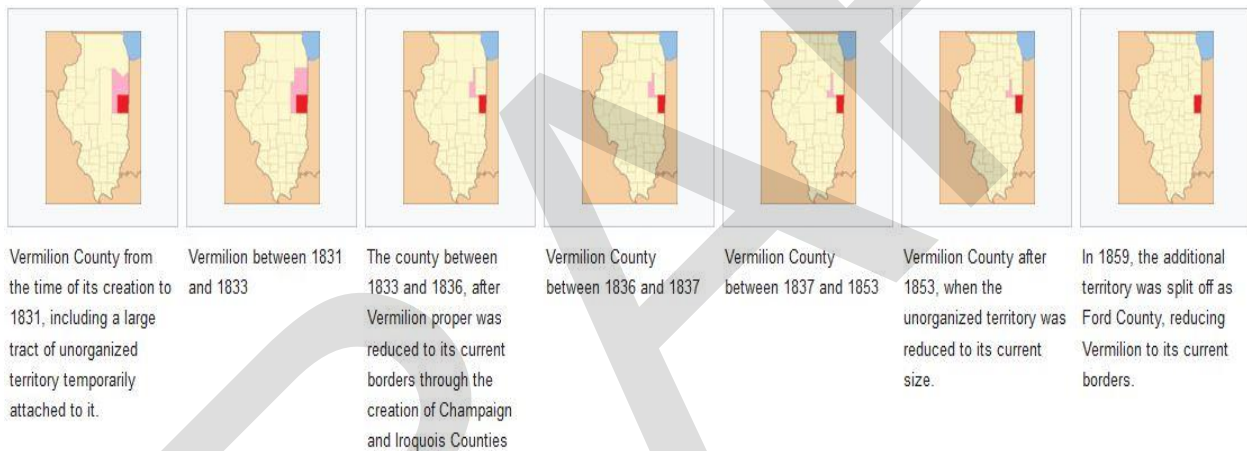 Vermilion County from
the time of its creation to
1831, including a large
tract of unorganized
territory temporarily
attached to it.
Vermilion between 1831
and 1833
The county between
1833 and 1836, after
Vermilion proper was
reduced to its current
borders through the
creation of Champaign
and Iroquois Counties
Vermilion County
between 1836 and 1837
Vermilion County
between 1837 and 1853
Vermilion County after
1853, when the
unorganized territory was
reduced to its current
size.
In 1859, the additional
territory was split off as
Ford County, reducing
Vermilion to its current
borders.